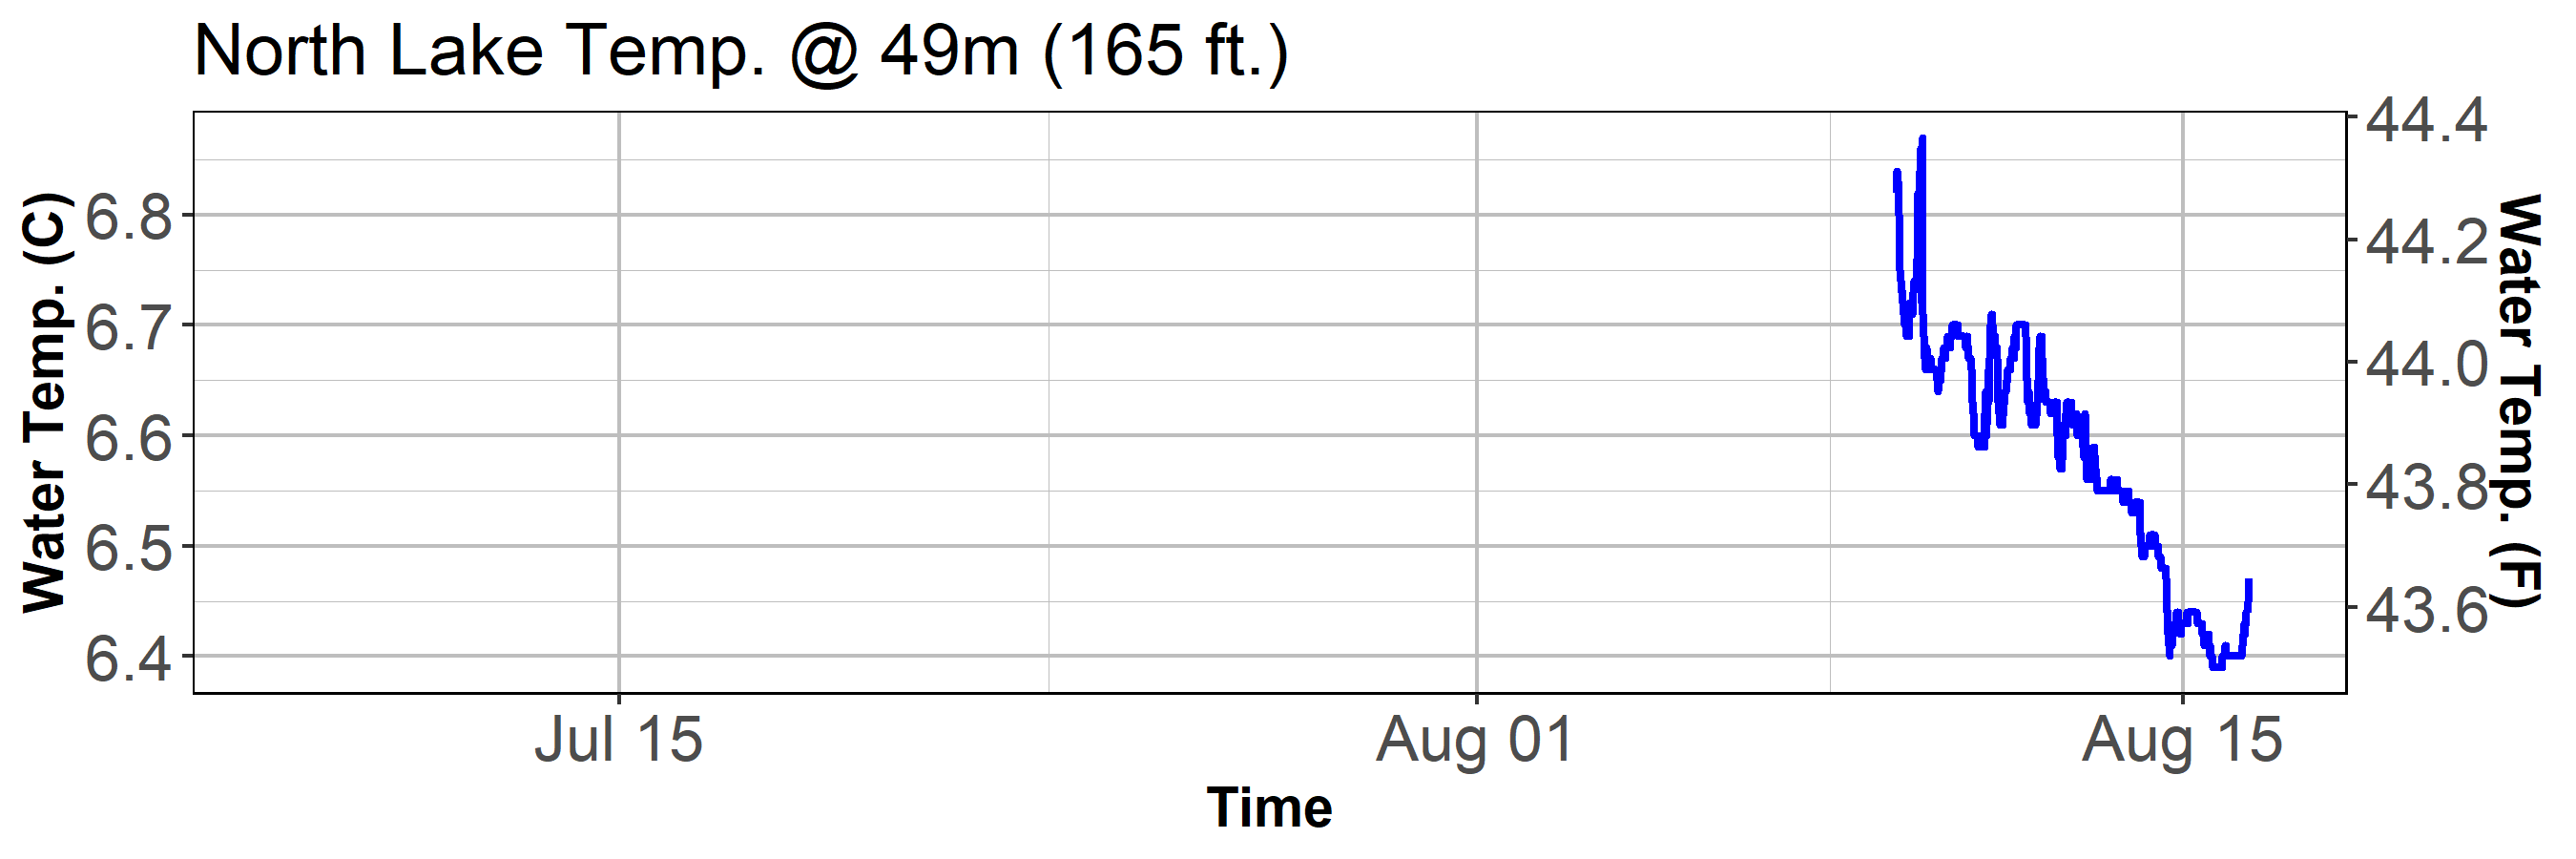 North Lake Temp. @ 49m (165 ft.)
Water Temp. (C)
6.8
6.7
6.6
6.5
6.4
44.4
44.2
44.0
43.8
43.6
Water Temp. (F)
Jul 15
Aug 01
Aug 15
Time